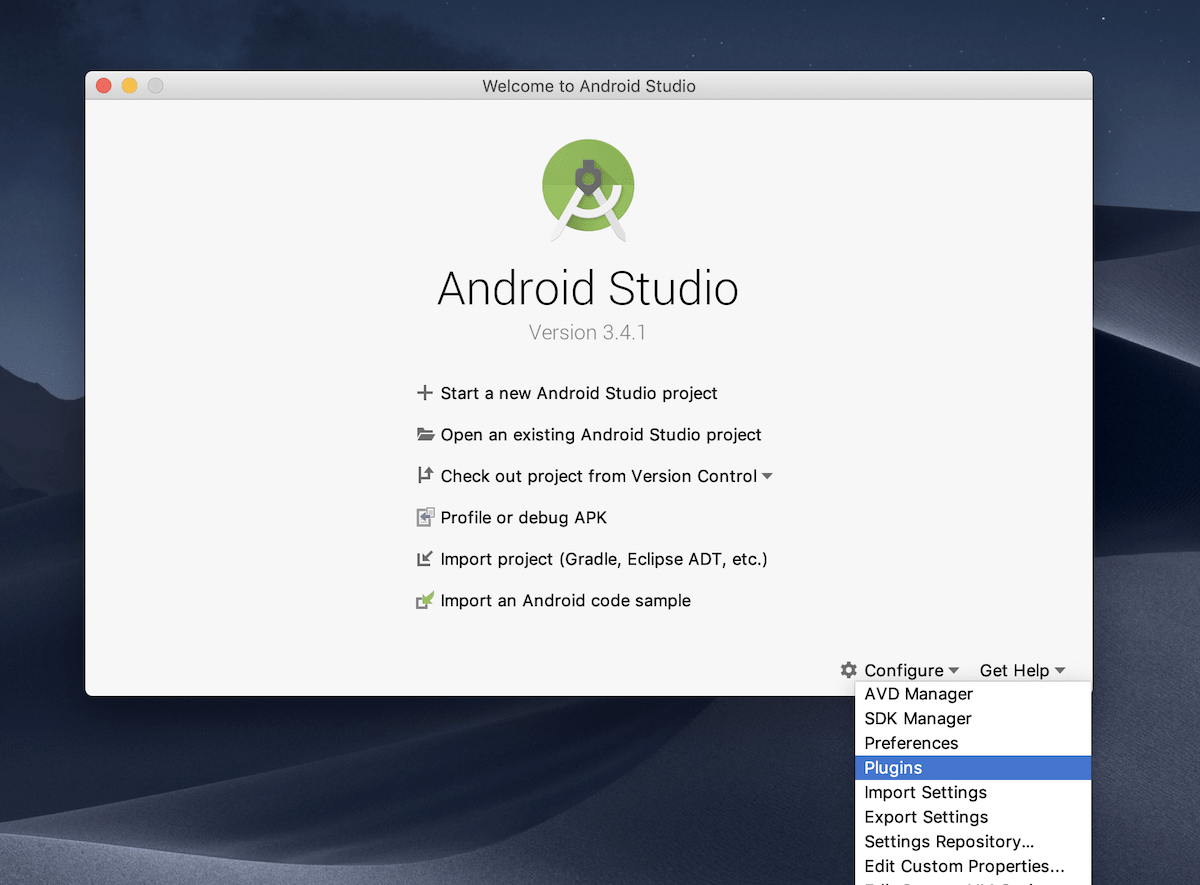 Welcome to Android Studio
Android Studio
Version 3.4.1
Start a new Android Studio project
Open an existing Android Studio project
Check out project from Version Control
Profile or debug APK
Import project (Gradle, Eclipse ADT, etc.)
Import an Android code sample
Configure Get Help
AVD Manager
SDK Manager
Preferences
Plugins
Import Settings
Export Settings
Settings Repository...
Edit Custom Properties...